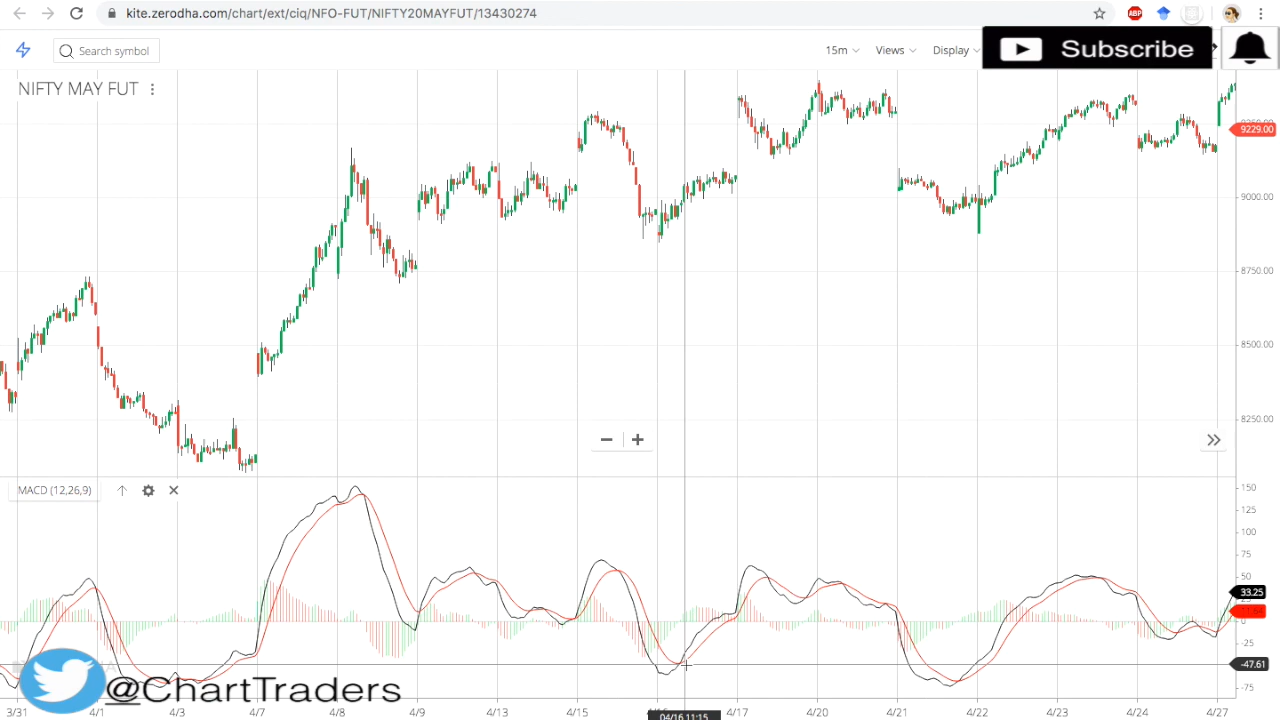 kite.zerodha.com/chart/ext/ciq/NFO-FUT/NIFTY20MAYFUT/13430274
ABP
Search symbol
15m
Views
Display
Subscribe
NIFTY MAY FUT
9229.00
9000.00
8750.00
8500.00
8250.00
MACD (12,26,9)
150
125
100
75
50
33.25
0
-25
-47.61
-75
@ChartTraders
3/31 4/1 4/3 4/7 4/8 4/9 4/13 4/15 04/16 11:15 4/17 4/20 4/21 4/22 4/23 4/24 4/27